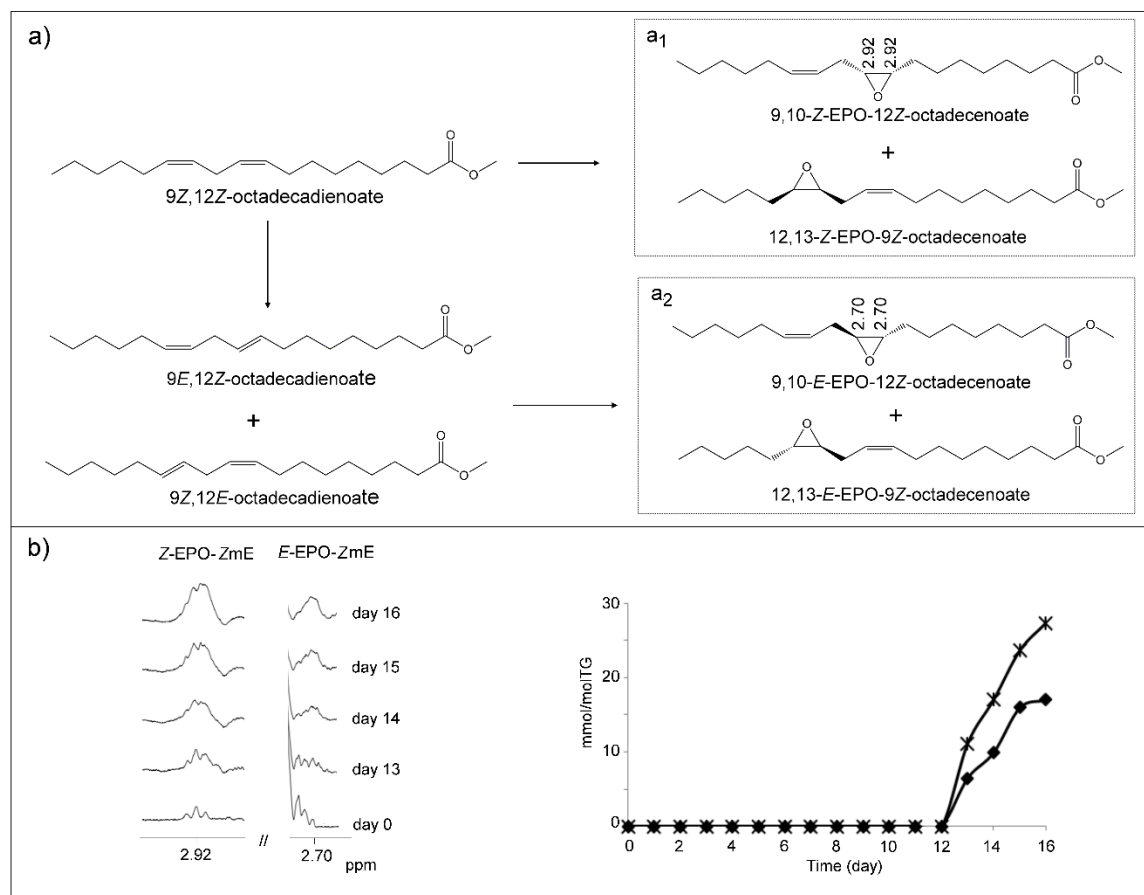 a)
9Z,12Z-octadecadienoate
O
O
9E,12Z-octadecadienoate
O
O
+
9Z,12E-octadecadienoate
O
O
a1
2.92 2.92
O
O
O
9,10-Z-EPO-12Z-octadecenoate
+
O
O
O
12,13-Z-EPO-9Z-octadecenoate
a2
2.70 2.70
O
O
O
9,10-E-EPO-12Z-octadecenoate
+
O
O
O
12,13-E-EPO-9Z-octadecenoate
b)
Z-EPO-ZmE E-EPO-ZmE
day 16
day 15
day 14
day 13
day 0
2.92 // 2.70 ppm
mmol/molTG
30
20
10
0
0 2 4 6 8 10 12 14 16
Time (day)